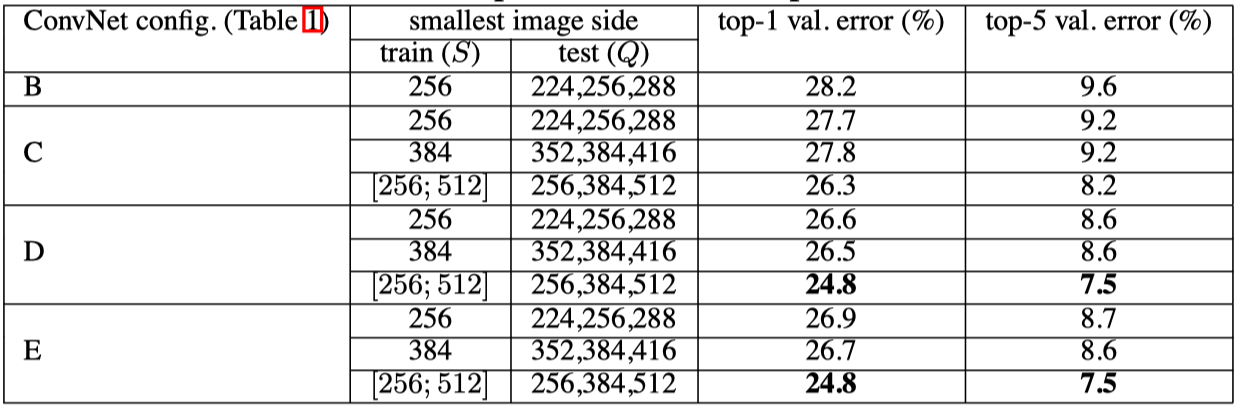 ConvNet config. (Table 1) smallest image side top-1 val. error (%) top-5 val. error (%)
train (S) test (Q)
B 256 224,256,288 28.2 9.6
256 224,256,288 27.7 9.2
C 384 352,384,416 27.8 9.2
[256; 512] 256,384,512 26.3 8.2
256 224,256,288 26.6 8.6
D 384 352,384,416 26.5 8.6
[256; 512] 256,384,512 24.8 7.5
256 224,256,288 26.9 8.7
E 384 352,384,416 26.7 8.6
[256; 512] 256,384,512 24.8 7.5